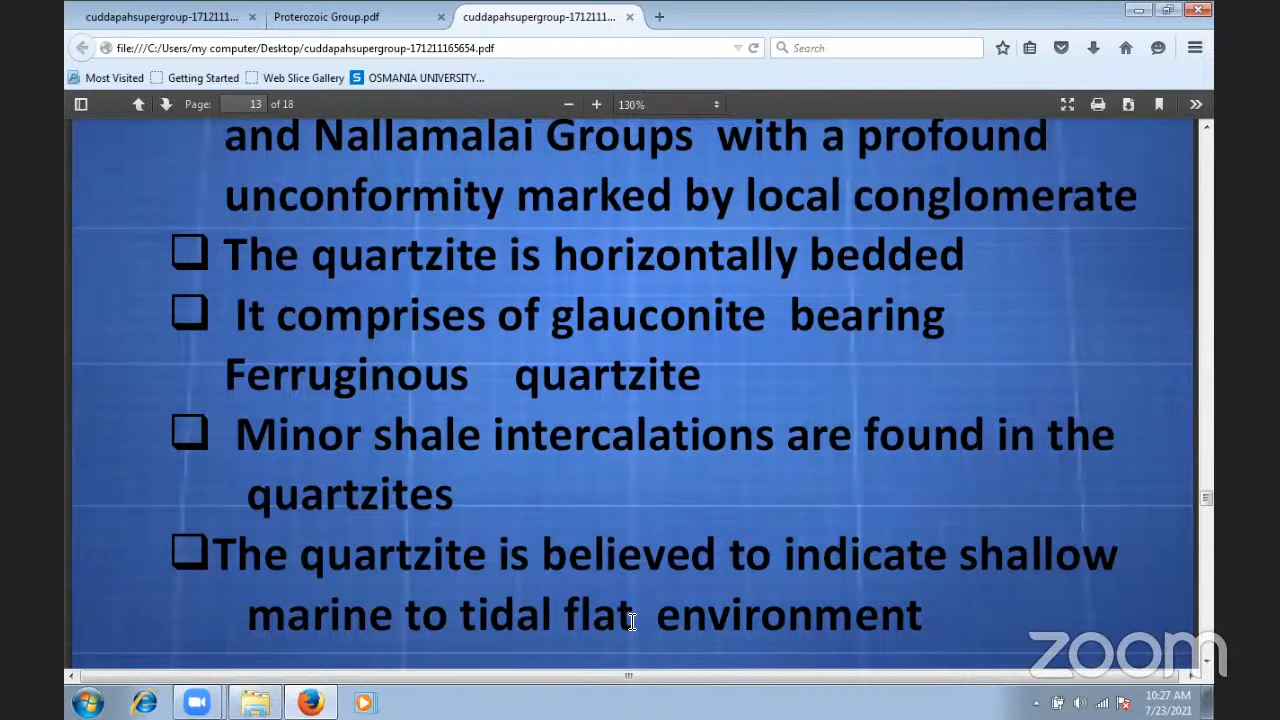 cuddapahsupergroup-1712111...
Proterozoic Group.pdf
cuddapahsupergroup-1712111...
file:///C:/Users/my computer/Desktop/cuddapahsupergroup-171211165654.pdf
Search
Most Visited
Getting Started
Web Slice Gallery
OSMANIA UNIVERSITY...
Page: 13 of 18
130%
and Nallamalai Groups with a profound
unconformity marked by local conglomerate
The quartzite is horizontally bedded
It comprises of glauconite bearing
Ferruginous quartzite
Minor shale intercalations are found in the
quartzites
The quartzite is believed to indicate shallow
marine to tidal flat environment
zoom
10:27 AM
7/23/2021